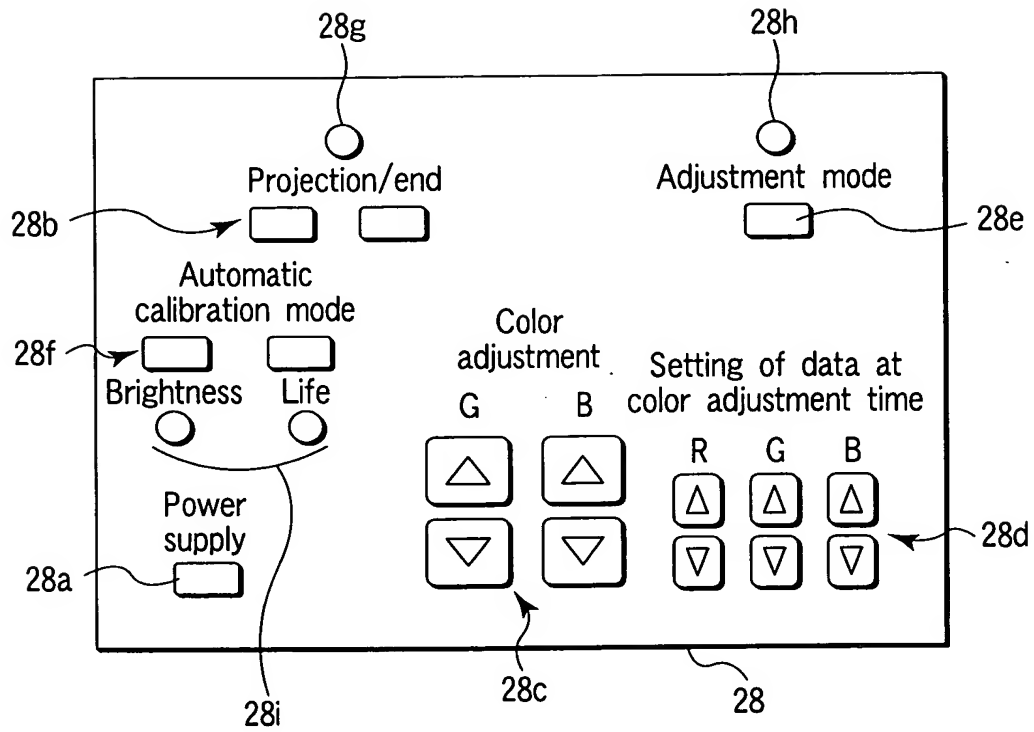 28g
28h
Projection/end
Adjustment mode
28b
28e
Automatic
calibration mode
28f
Brightness
Life
Color
adjustment
G
B
Setting of data at
color adjustment time
R
G
B
Power
supply
28a
28d
28c
28
28i